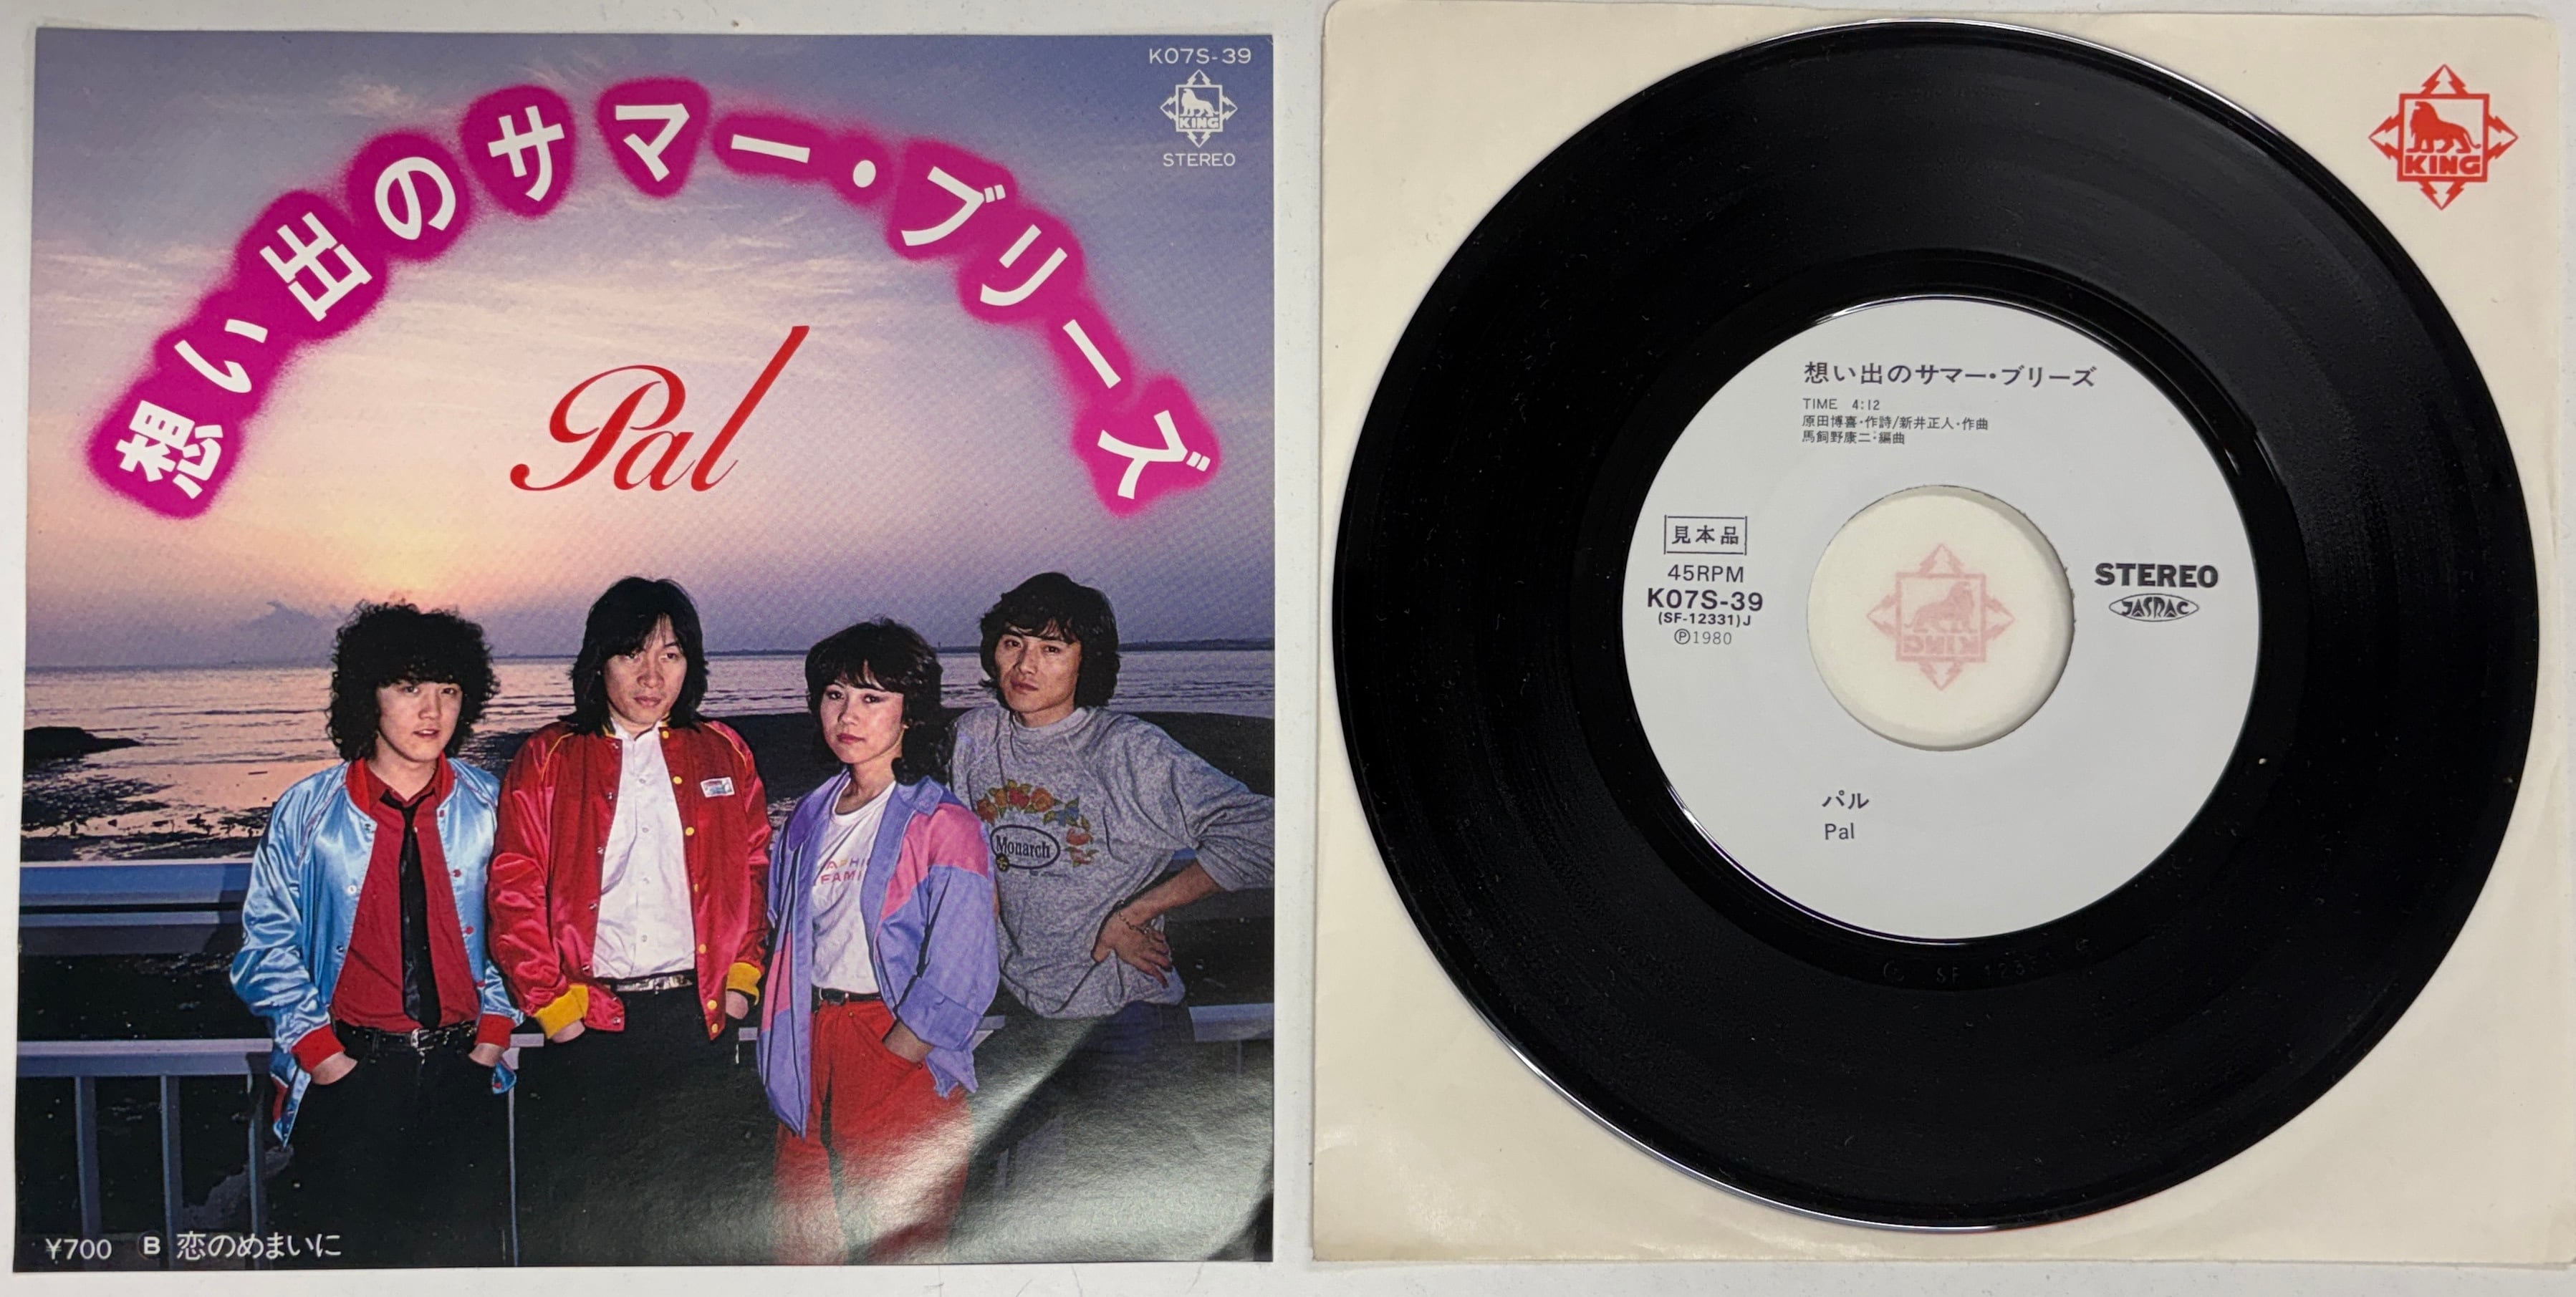 K07S-39
KING
STEREO
想い出のサマー・ブリーズ
Pal
Monarch
¥700 Ⓑ 恋のめまいに
KING
想い出のサマー・ブリーズ
TIME 4:12
原田博喜・作詩/新井正人・作曲
馬飼野康二・編曲
見本品
45RPM
K07S-39
(SF-12331)J
Ⓟ1980
STEREO
JASRAC
パル
Pal